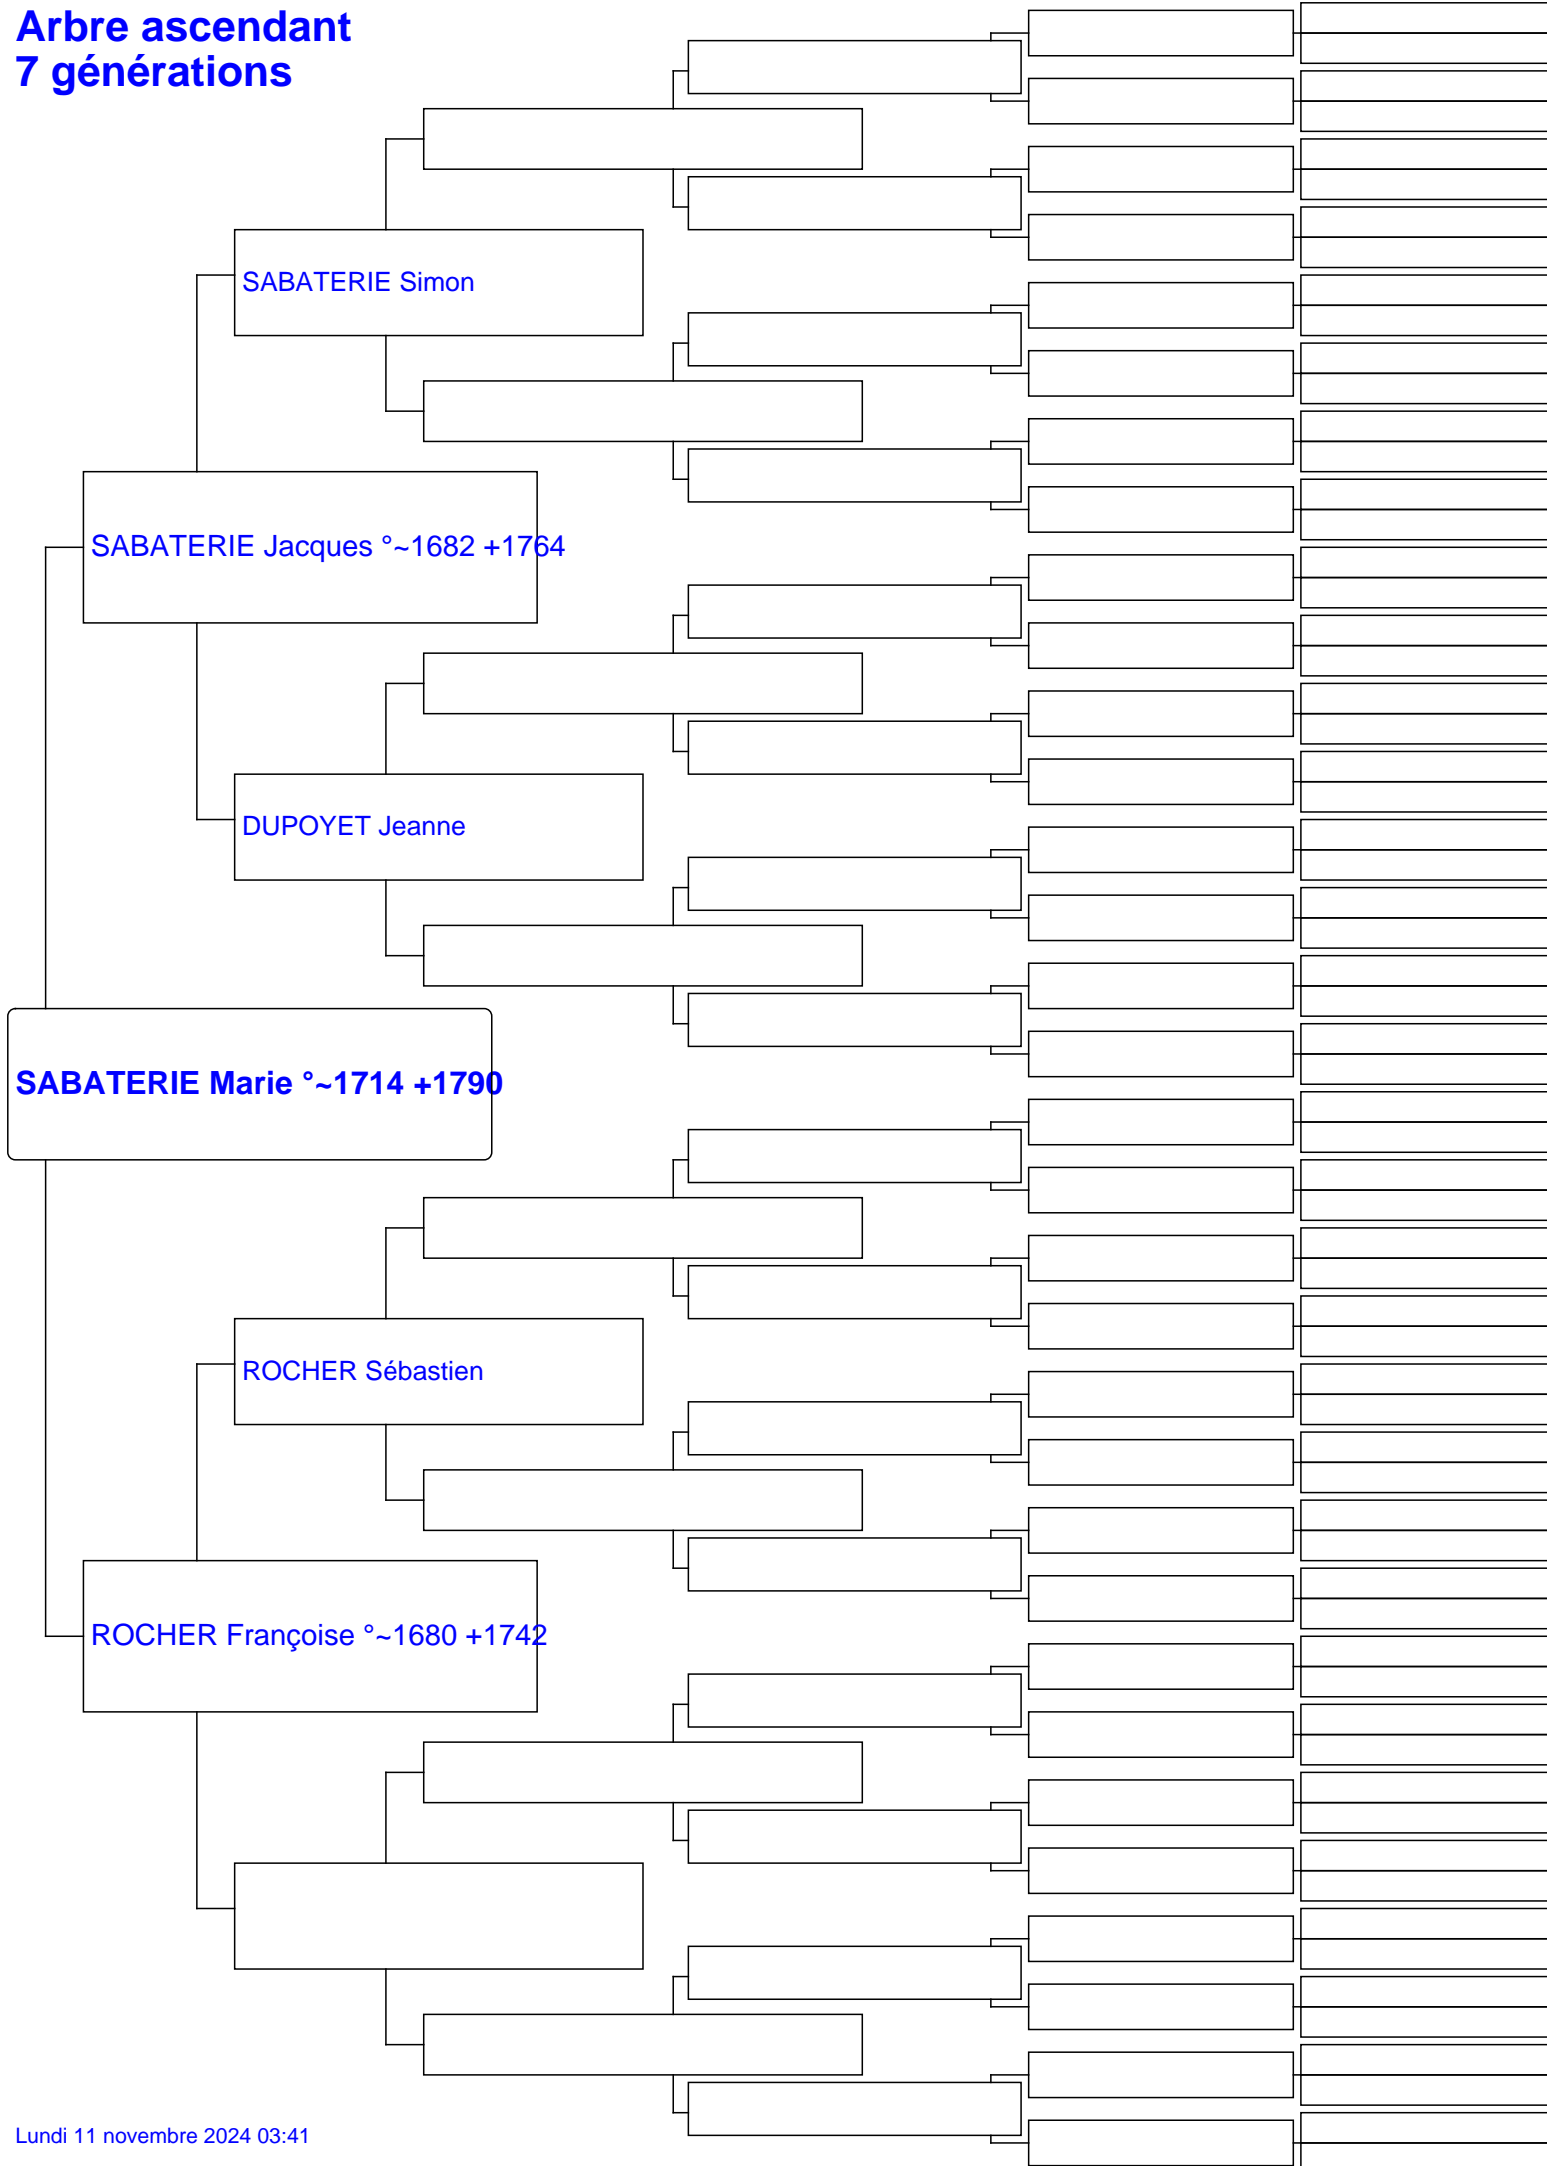 Arbre ascendant
7 générations
SABATERIE Simon
SABATERIE Jacques °~1682 +1764
DUPOYET Jeanne
SABATERIE Marie °~1714 +1790
ROCHER Sébastien
ROCHER Françoise °~1680 +1742
Lundi 11 novembre 2024 03:41